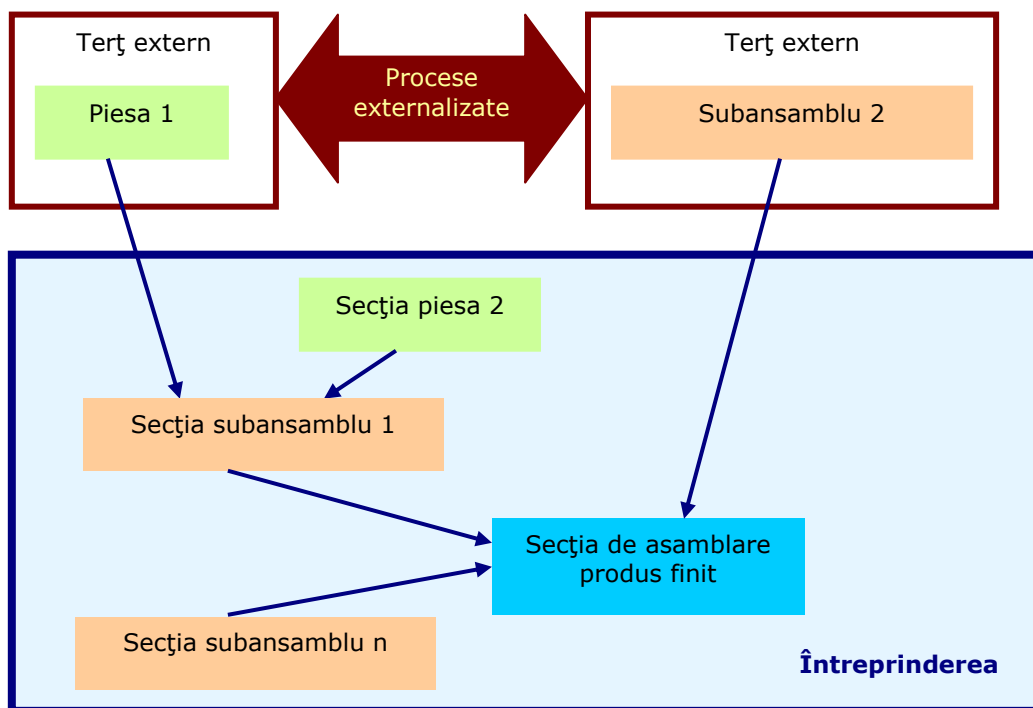 Terţ extern
Piesa 1
Procese
externalizate
Terţ extern
Subansamblu 2
Secţia piesa 2
Secţia subansamblu 1
Secţia de asamblare
produs finit
Secţia subansamblu n
Întreprinderea